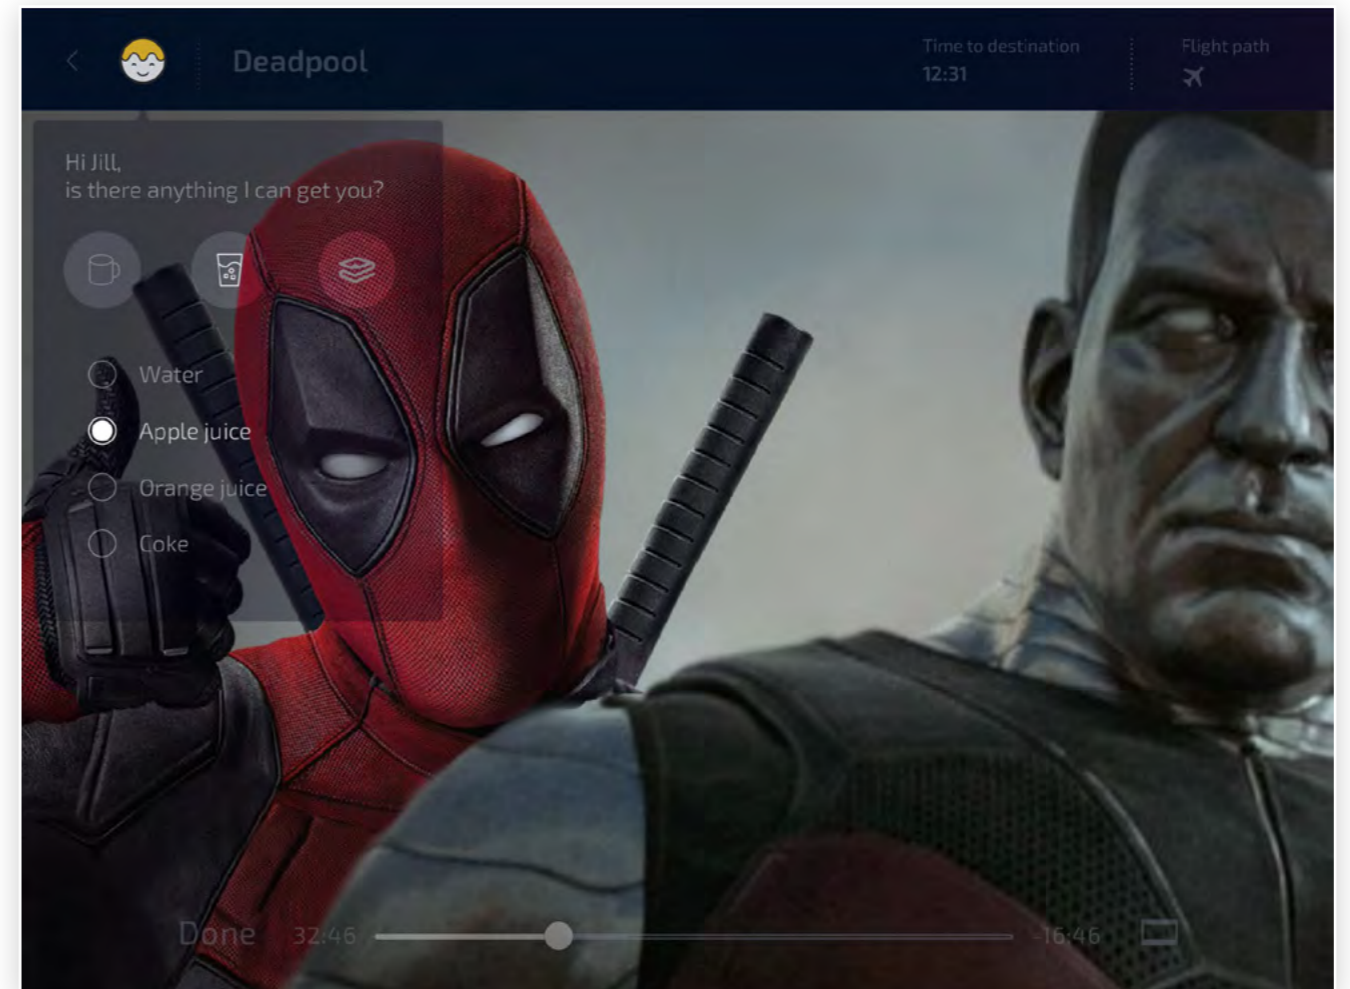 Deadpool
Time to destination
12:31
Flight path
Hi Jill,
is there anything I can get you?
Water
Apple juice
Orange juice
Coke
Done 32:46 -16:46